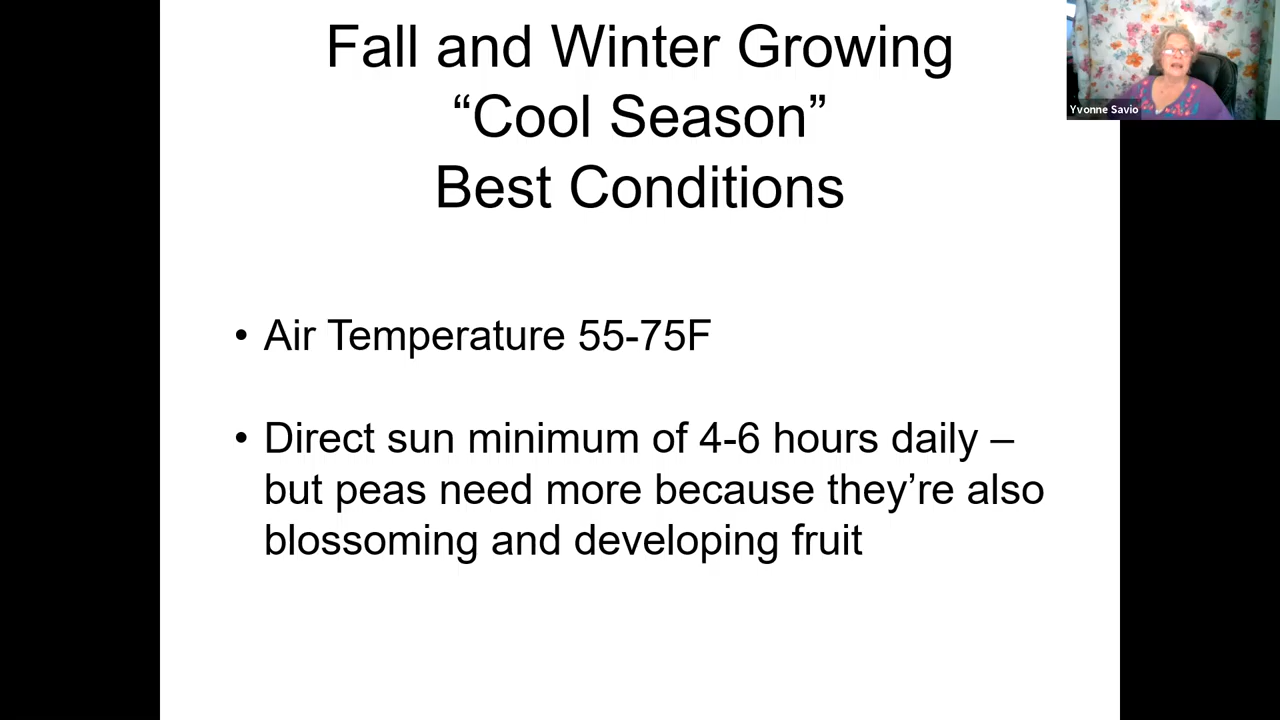 Fall and Winter Growing
“Cool Season”
Best Conditions
Yvonne Savio
• Air Temperature 55-75F
• Direct sun minimum of 4-6 hours daily –
but peas need more because they’re also
blossoming and developing fruit